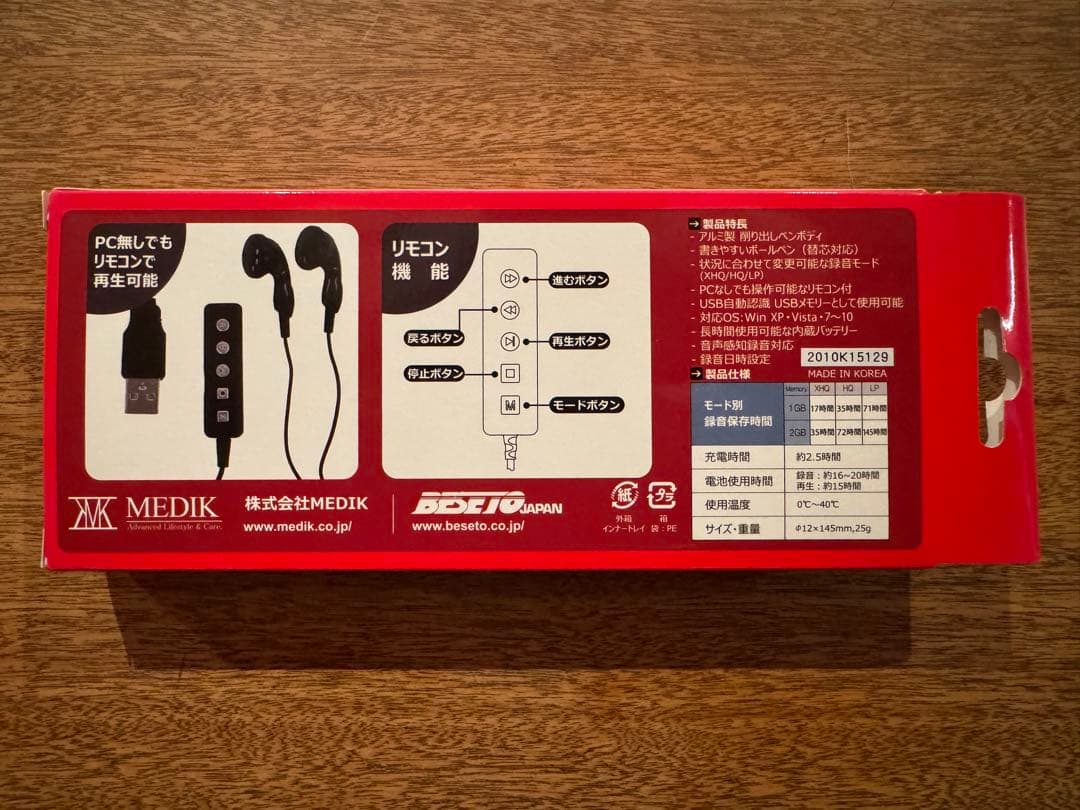 PC無しでも
リモコンで
再生可能
リモコン
機 能
進むボタン
戻るボタン
再生ボタン
停止ボタン
M
モードボタン
MEDIK
Advanced Lifestyle & Care.
株式会社MEDIK
www.medik.co.jp/
BESETO JAPAN
www.beseto.co.jp/
紙
外箱
インナートレイ
プラ
箱
袋：PE
→ 製品特長
- アルミ製 削り出しペンボディ
- 書きやすいボールペン（替芯対応）
- 状況に合わせて変更可能な録音モード
(XHQ/HQ/LP)
- PCなしでも操作可能なリモコン付
- USB自動認識 USBメモリーとして使用可能
- 対応OS：Win XP・Vista・7～10
- 長時間使用可能な内蔵バッテリー
- 音声感知録音対応
- 録音日時設定
2010K15129
→ 製品仕様
MADE IN KOREA
モード別
録音保存時間
Memory XHQ HQ LP
1GB 17時間 35時間 71時間
2GB 35時間 72時間 145時間
充電時間 約2.5時間
電池使用時間 録音：約16～20時間
再生：約15時間
使用温度 0℃～40℃
サイズ・重量 Φ12×145mm,25g